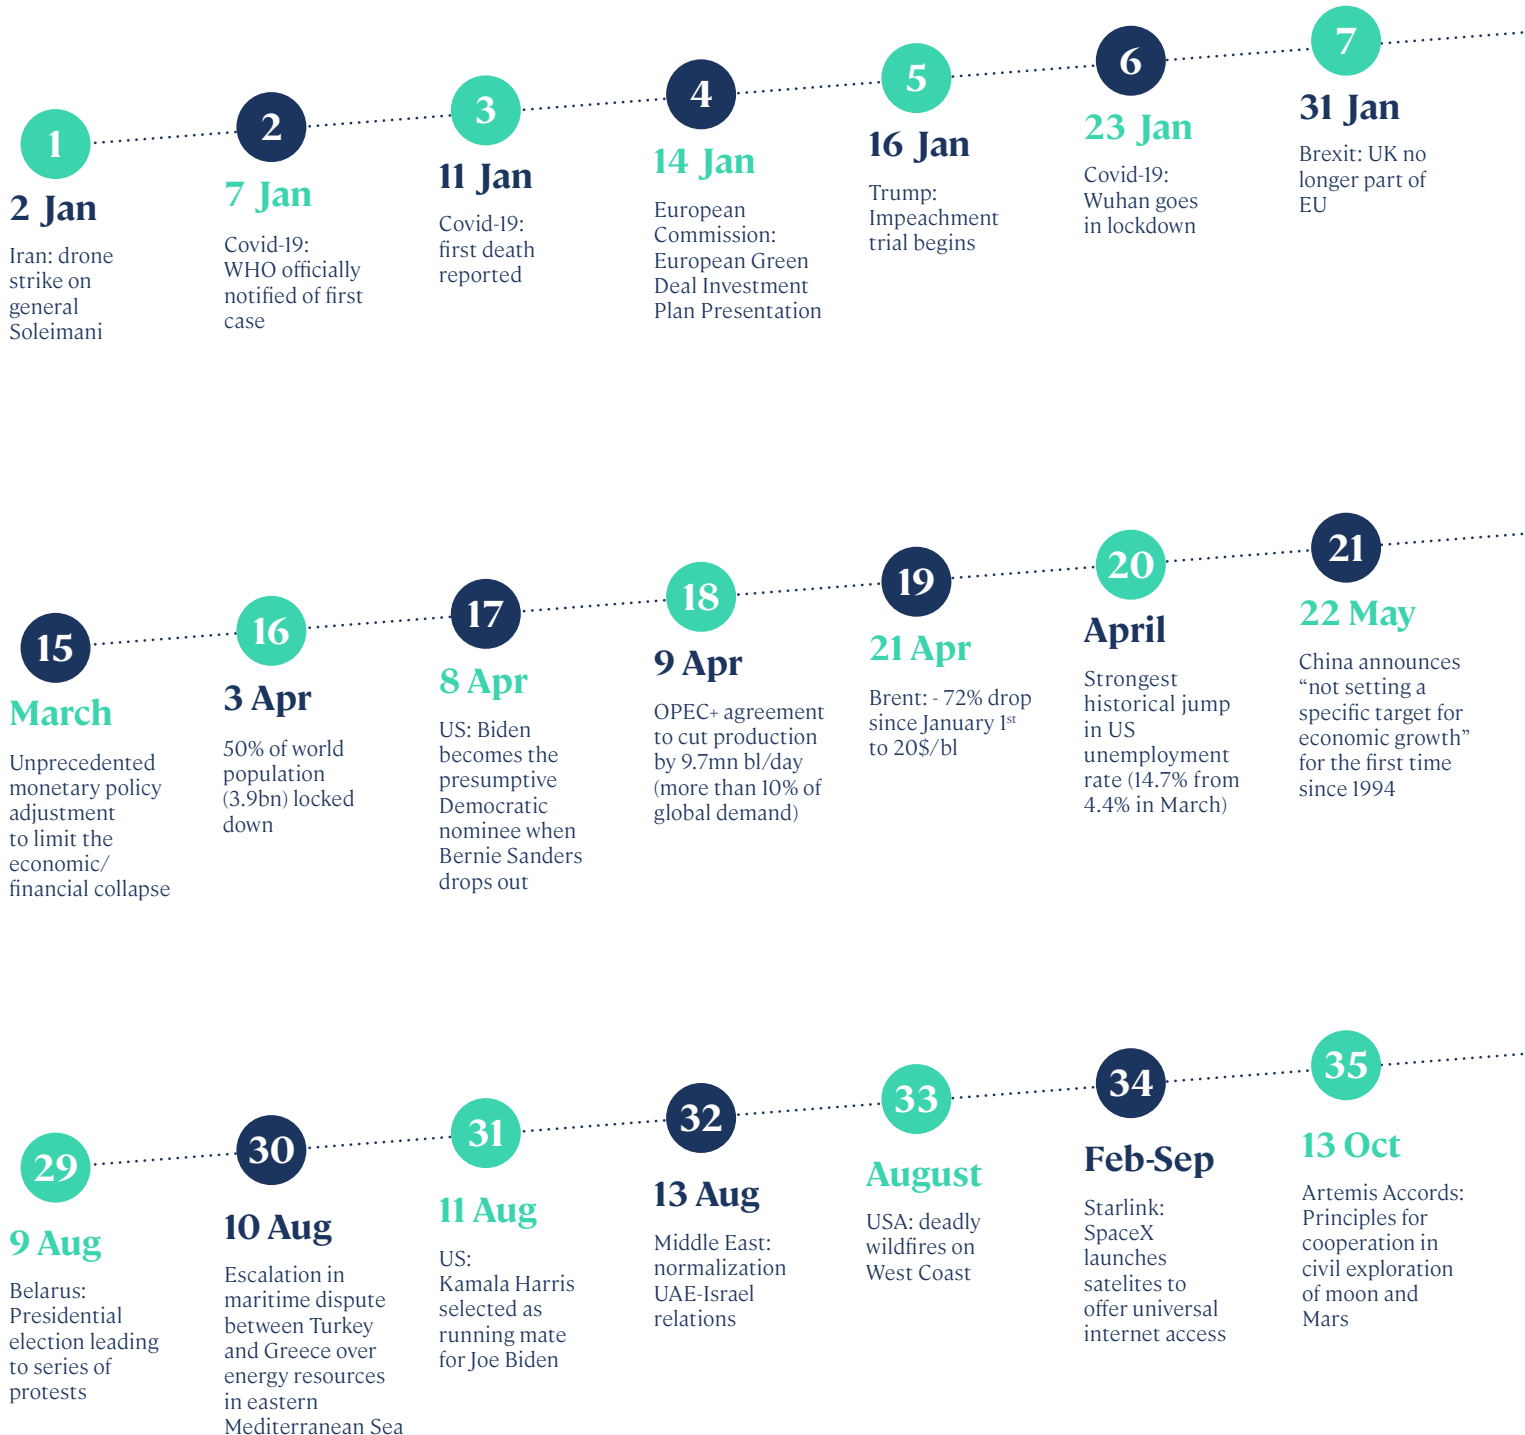 1
2 Jan
Iran: drone
strike on
general
Soleimani
2
7 Jan
Covid-19:
WHO officially
notified of first
case
3
11 Jan
Covid-19:
first death
reported
4
14 Jan
European
Commission:
European Green
Deal Investment
Plan Presentation
5
16 Jan
Trump:
Impeachment
trial begins
6
23 Jan
Covid-19:
Wuhan goes
in lockdown
7
31 Jan
Brexit: UK no
longer part of
EU
15
March
Unprecedented
monetary policy
adjustment
to limit the
economic/
financial collapse
16
3 Apr
50% of world
population
(3.9bn) locked
down
17
8 Apr
US: Biden
becomes the
presumptive
Democratic
nominee when
Bernie Sanders
drops out
18
9 Apr
OPEC+ agreement
to cut production
by 9.7mn bl/day
(more than 10% of
global demand)
19
21 Apr
Brent: - 72% drop
since January 1st
to 20$/bl
20
April
Strongest
historical jump
in US
unemployment
rate (14.7% from
4.4% in March)
21
22 May
China announces
“not setting a
specific target for
economic growth”
for the first time
since 1994
29
9 Aug
Belarus:
Presidential
election leading
to series of
protests
30
10 Aug
Escalation in
maritime dispute
between Turkey
and Greece over
energy resources
in eastern
Mediterranean Sea
31
11 Aug
US:
Kamala Harris
selected as
running mate
for Joe Biden
32
13 Aug
Middle East:
normalization
UAE-Israel
relations
33
August
USA: deadly
wildfires on
West Coast
34
Feb-Sep
Starlink:
SpaceX
launches
satelites to
offer universal
internet access
35
13 Oct
Artemis Accords:
Principles for
cooperation in
civil exploration
of moon and
Mars